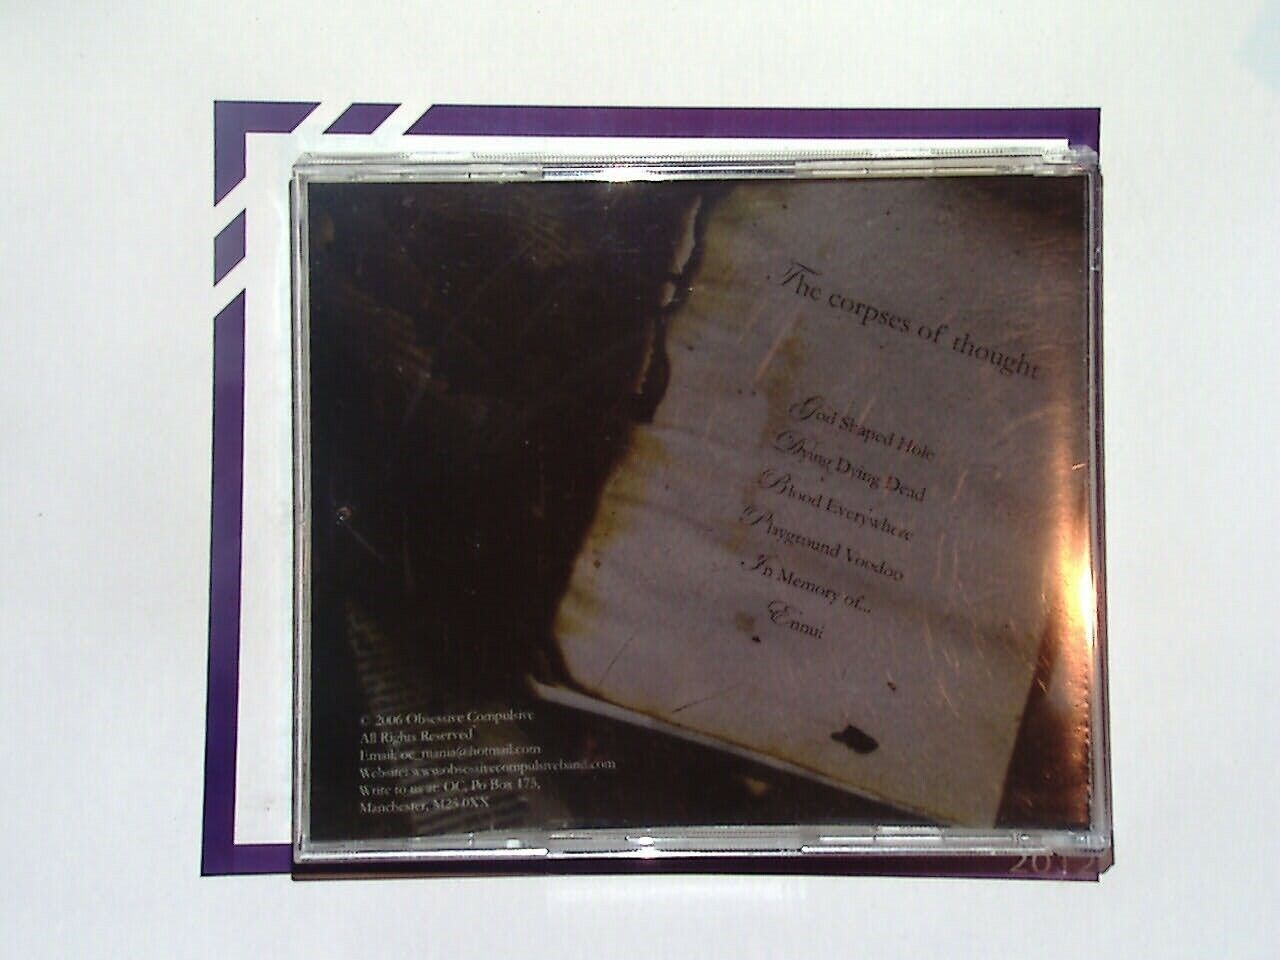 The corpses of thought
God Shaped Hole
Dying Dying Dead
Blood Everywhere
Playground Voodoo
In Memory of...
Ennui
© 2006 Obsessive Compulsive
All Rights Reserved
Email: oc_mania@hotmail.com
Website: www.obsessivecompulsiveband.com
Write to us at: OC, Po Box 175,
Manchester, M25 0XX
2012